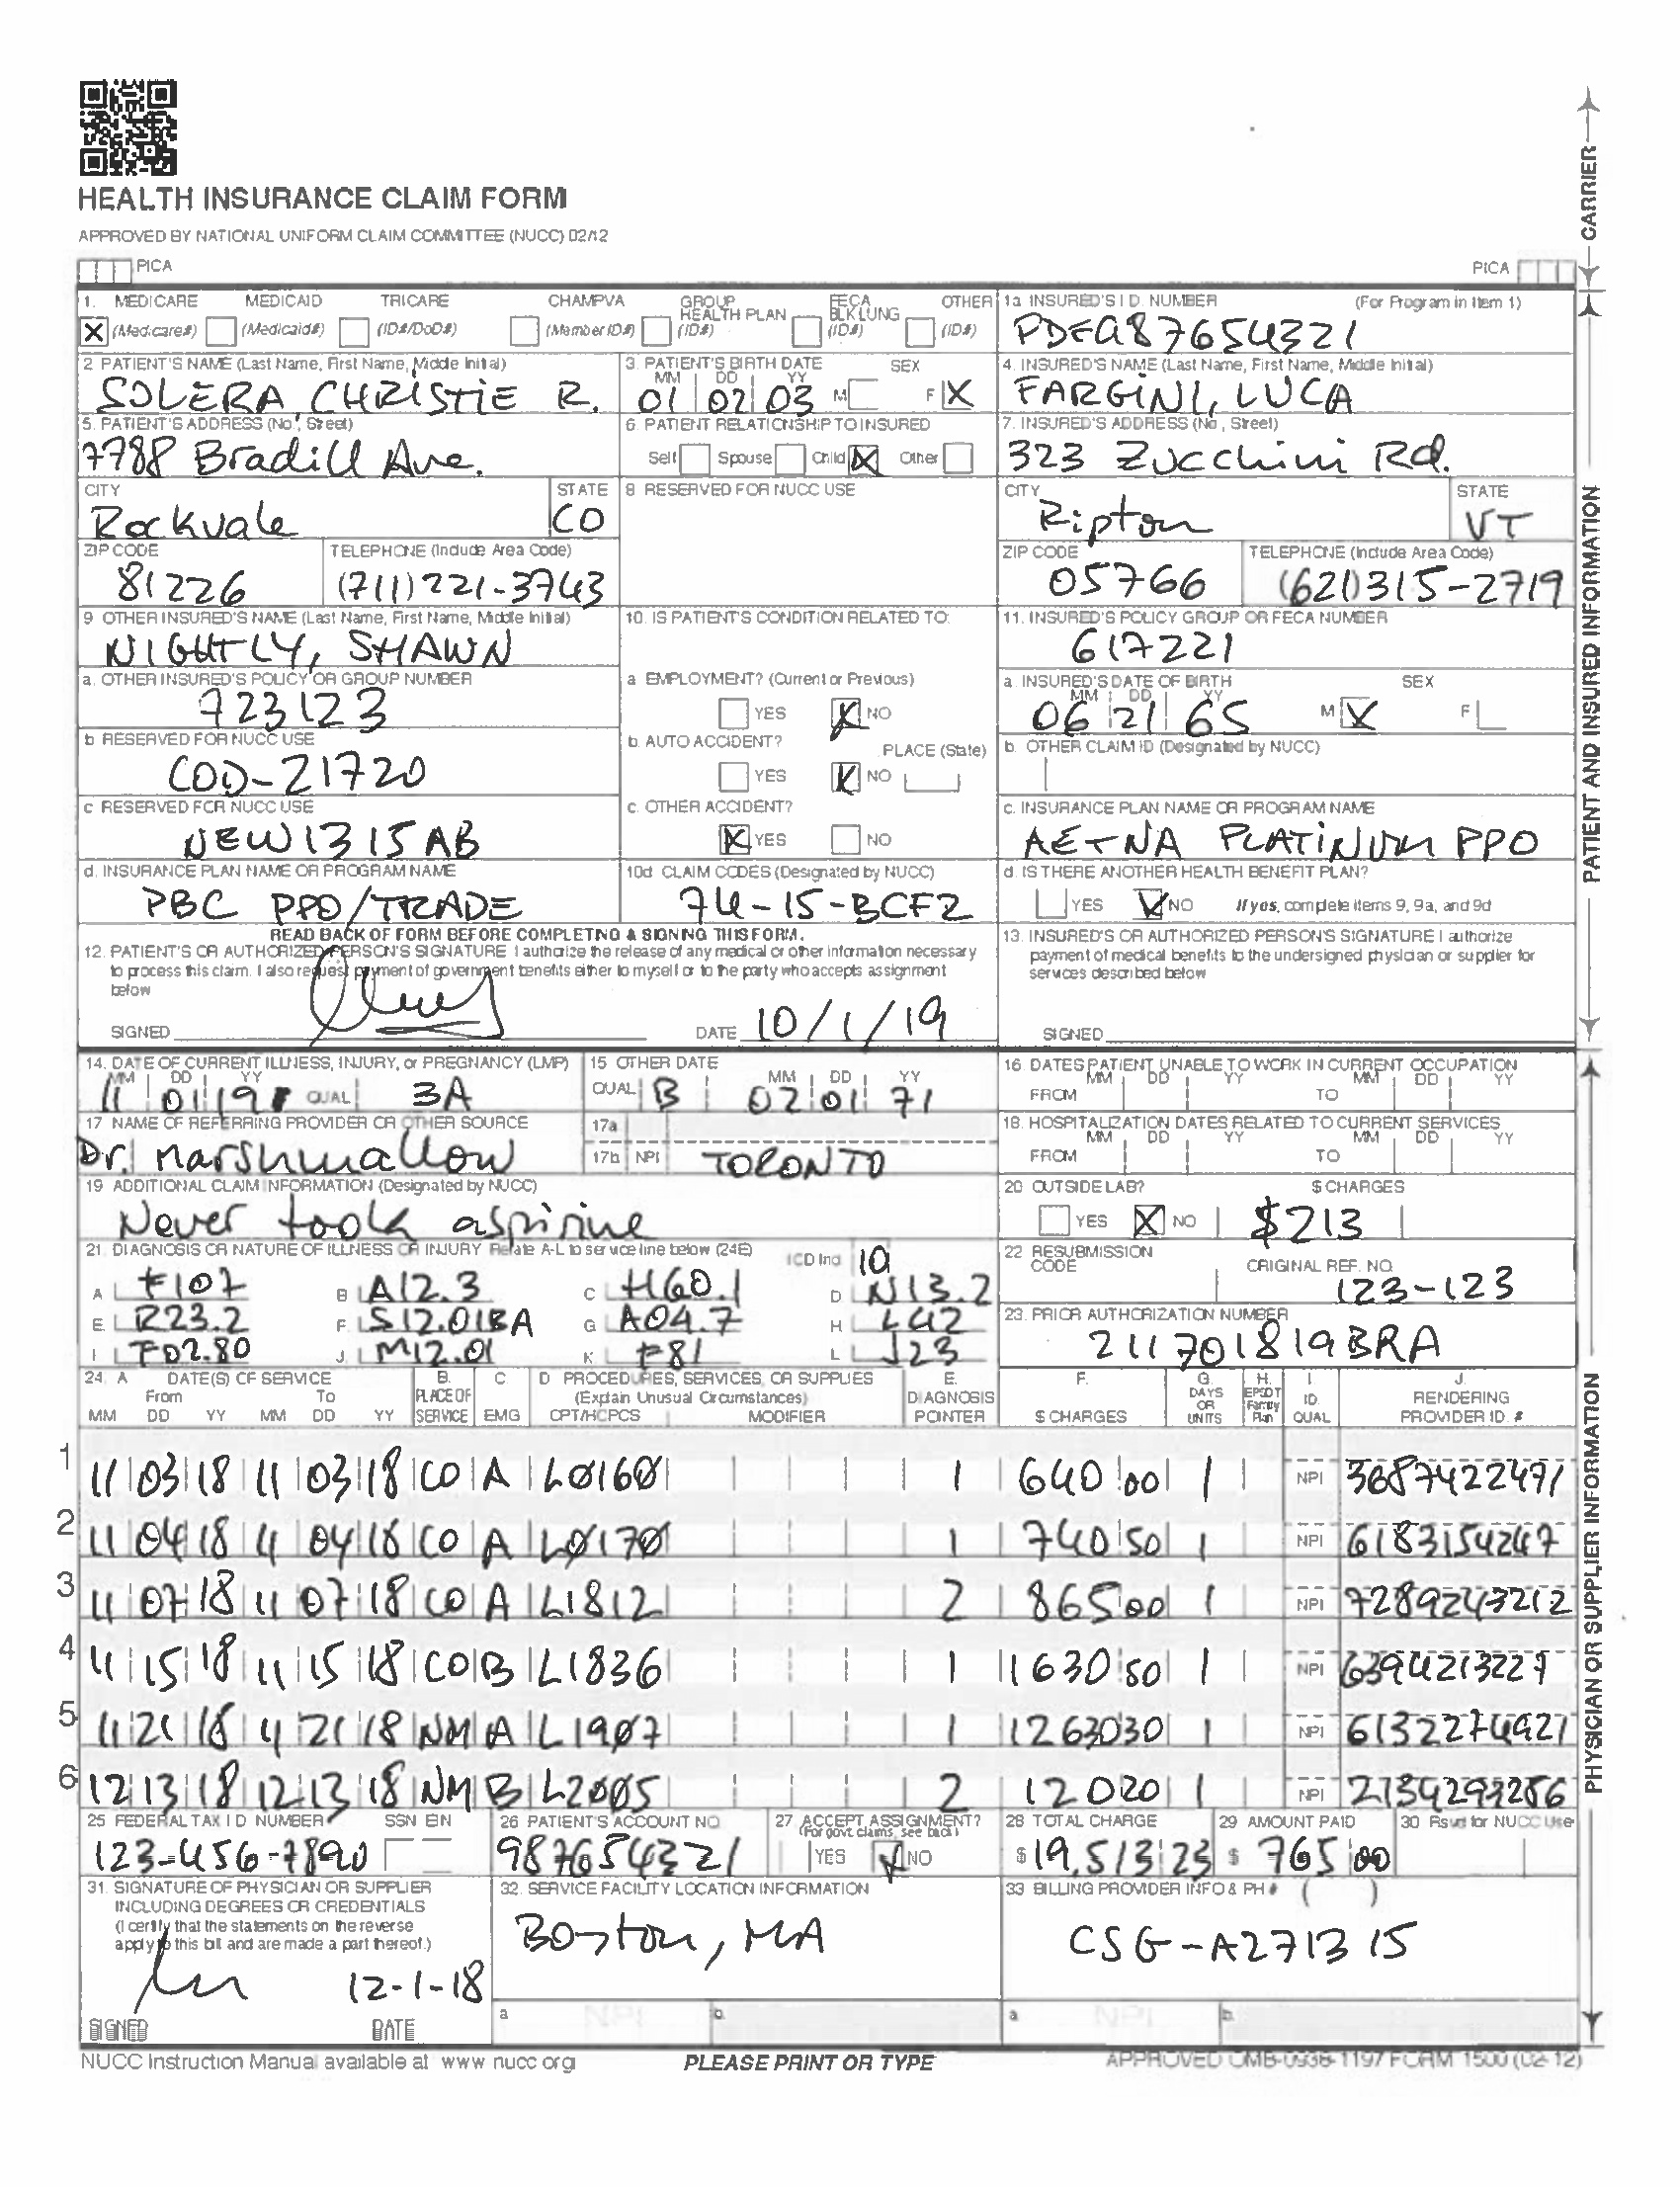 HEALTH INSURANCE CLAIM FORM
APPROVED BY NATIONAL UNIFORM CLAIM COMMITTEE (NUCC) 02/12
PICA PICA
CARRIER
1. MEDICARE MEDICAID TRICARE CHAMPVA GROUP HEALTH PLAN FECA BLK LUNG OTHER
X (Medicare#) (Medicaid#) (ID#/DoD#) (Member ID#) (ID#) (ID#) (ID#)
1a INSURED'S I.D. NUMBER (For Program in Item 1)
PDFA87654321
2 PATIENT'S NAME (Last Name, First Name, Middle Initial)
SOLERA, CHRISTIE R.
3. PATIENT'S BIRTH DATE SEX
MM DD YY
01 02 03 M F X
4. INSURED'S NAME (Last Name, First Name, Middle Initial)
FARGINI, LUCA
5. PATIENT'S ADDRESS (No., Street)
7788 Bradill Ave.
6. PATIENT RELATIONSHIP TO INSURED
Self Spouse Child X Other
7. INSURED'S ADDRESS (No., Street)
323 Zucchini Rd.
CITY STATE
Rockvale CO
8 RESERVED FOR NUCC USE
CITY STATE
Ripton VT
ZIP CODE TELEPHONE (Include Area Code)
81226 (711) 221-3743
ZIP CODE TELEPHONE (Include Area Code)
05766 (621) 315-2719
9 OTHER INSURED'S NAME (Last Name, First Name, Middle Initial)
NIGHTLY, SHAWN
10. IS PATIENT'S CONDITION RELATED TO:
11. INSURED'S POLICY GROUP OR FECA NUMBER
617221
a. OTHER INSURED'S POLICY OR GROUP NUMBER
723123
a EMPLOYMENT? (Current or Previous)
YES X NO
a. INSURED'S DATE OF BIRTH SEX
MM DD YY
06 21 65 M X F
b RESERVED FOR NUCC USE
COD-21720
b. AUTO ACCIDENT? PLACE (State)
YES X NO
b. OTHER CLAIM ID (Designated by NUCC)
c RESERVED FOR NUCC USE
NEW1315AB
c. OTHER ACCIDENT?
X YES NO
c. INSURANCE PLAN NAME OR PROGRAM NAME
AETNA PLATINUM PPO
d. INSURANCE PLAN NAME OR PROGRAM NAME
PBC PPO/TRADE
10d CLAIM CODES (Designated by NUCC)
74-15-BCF2
d. IS THERE ANOTHER HEALTH BENEFIT PLAN?
YES X NO If yes, complete items 9, 9a, and 9d
READ BACK OF FORM BEFORE COMPLETING & SIGNING THIS FORM.
12. PATIENT'S OR AUTHORIZED PERSON'S SIGNATURE I authorize the release of any medical or other information necessary
to process this claim. I also request payment of government benefits either to myself or to the party who accepts assignment
below
SIGNED DATE 10/1/19
13. INSURED'S OR AUTHORIZED PERSON'S SIGNATURE I authorize
payment of medical benefits to the undersigned physician or supplier for
services described below
SIGNED
PATIENT AND INSURED INFORMATION
14. DATE OF CURRENT ILLNESS, INJURY, or PREGNANCY (LMP)
MM DD YY
11 01 19 QUAL 3A
15 OTHER DATE
QUAL B MM DD YY
02 01 71
16. DATES PATIENT UNABLE TO WORK IN CURRENT OCCUPATION
MM DD YY MM DD YY
FROM TO
17 NAME OF REFERRING PROVIDER OR OTHER SOURCE
Dr. Marshmallow
17a
17b NPI TORONTO
18. HOSPITALIZATION DATES RELATED TO CURRENT SERVICES
MM DD YY MM DD YY
FROM TO
19 ADDITIONAL CLAIM INFORMATION (Designated by NUCC)
Never took aspirine
20 OUTSIDE LAB? $ CHARGES
YES X NO $213
21. DIAGNOSIS OR NATURE OF ILLNESS OR INJURY Relate A-L to service line below (24E) ICD Ind 10
A F107 B A12.3 C H60.1 D N13.2
E. R23.2 F. S12.01BA G A04.7 H L42
I F02.80 J. M12.01 K F81 L J23
22 RESUBMISSION CODE ORIGINAL REF. NO.
123-123
23. PRIOR AUTHORIZATION NUMBER
211701819BRA
24. A DATE(S) OF SERVICE B. C. D PROCEDURES, SERVICES, OR SUPPLIES E. F. G. H. I. J.
From To PLACE OF (Explain Unusual Circumstances) DIAGNOSIS DAYS OR EPSDT Family ID. RENDERING
MM DD YY MM DD YY SERVICE EMG CPT/HCPCS MODIFIER POINTER $ CHARGES UNITS Plan QUAL PROVIDER ID. #
1 11 03 18 11 03 18 CO A L0160 1 640 00 1 NPI 3687422471
2 11 04 18 11 04 18 CO A L0170 1 740 50 1 NPI 6183154247
3 11 07 18 11 07 18 CO A L1812 2 865 00 1 NPI 7289243212
4 11 15 18 11 15 18 CO B L1836 1 1630 50 1 NPI 6394213227
5 11 21 18 11 21 18 NM A L1907 1 12630 30 1 NPI 6132274921
6 12 13 18 12 13 18 NM B L2005 2 120 20 1 NPI 2134297286
25 FEDERAL TAX I D NUMBER SSN EIN
123-456-7890
26 PATIENT'S ACCOUNT NO.
987654321
27. ACCEPT ASSIGNMENT?
(For govt. claims, see back)
YES X NO
28 TOTAL CHARGE
$ 19,513 23
29 AMOUNT PAID
$ 765 00
30 Rsvd for NUCC Use
31. SIGNATURE OF PHYSICIAN OR SUPPLIER
INCLUDING DEGREES OR CREDENTIALS
(I certify that the statements on the reverse
apply to this bill and are made a part thereof.)
12-1-18
SIGNED DATE
32. SERVICE FACILITY LOCATION INFORMATION
Boston, MA
a NPI b.
33 BILLING PROVIDER INFO & PH # ( )
CSG-A271315
a NPI b.
PHYSICIAN OR SUPPLIER INFORMATION
NUCC Instruction Manual available at www nucc org PLEASE PRINT OR TYPE APPROVED OMB-0938-1197 FORM 1500 (02-12)